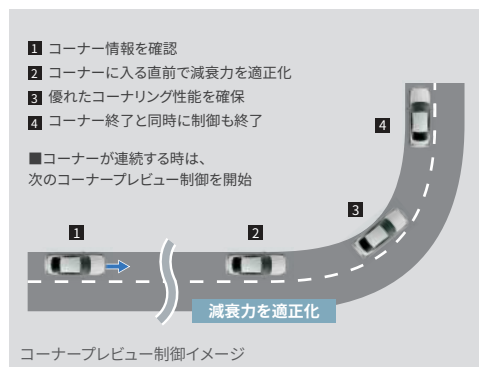 1 コーナー情報を確認
2 コーナーに入る直前で減衰力を適正化
3 優れたコーナリング性能を確保
4 コーナー終了と同時に制御も終了
■コーナーが連続する時は、
次のコーナープレビュー制御を開始
4
3
1
2
減衰力を適正化
コーナープレビュー制御イメージ